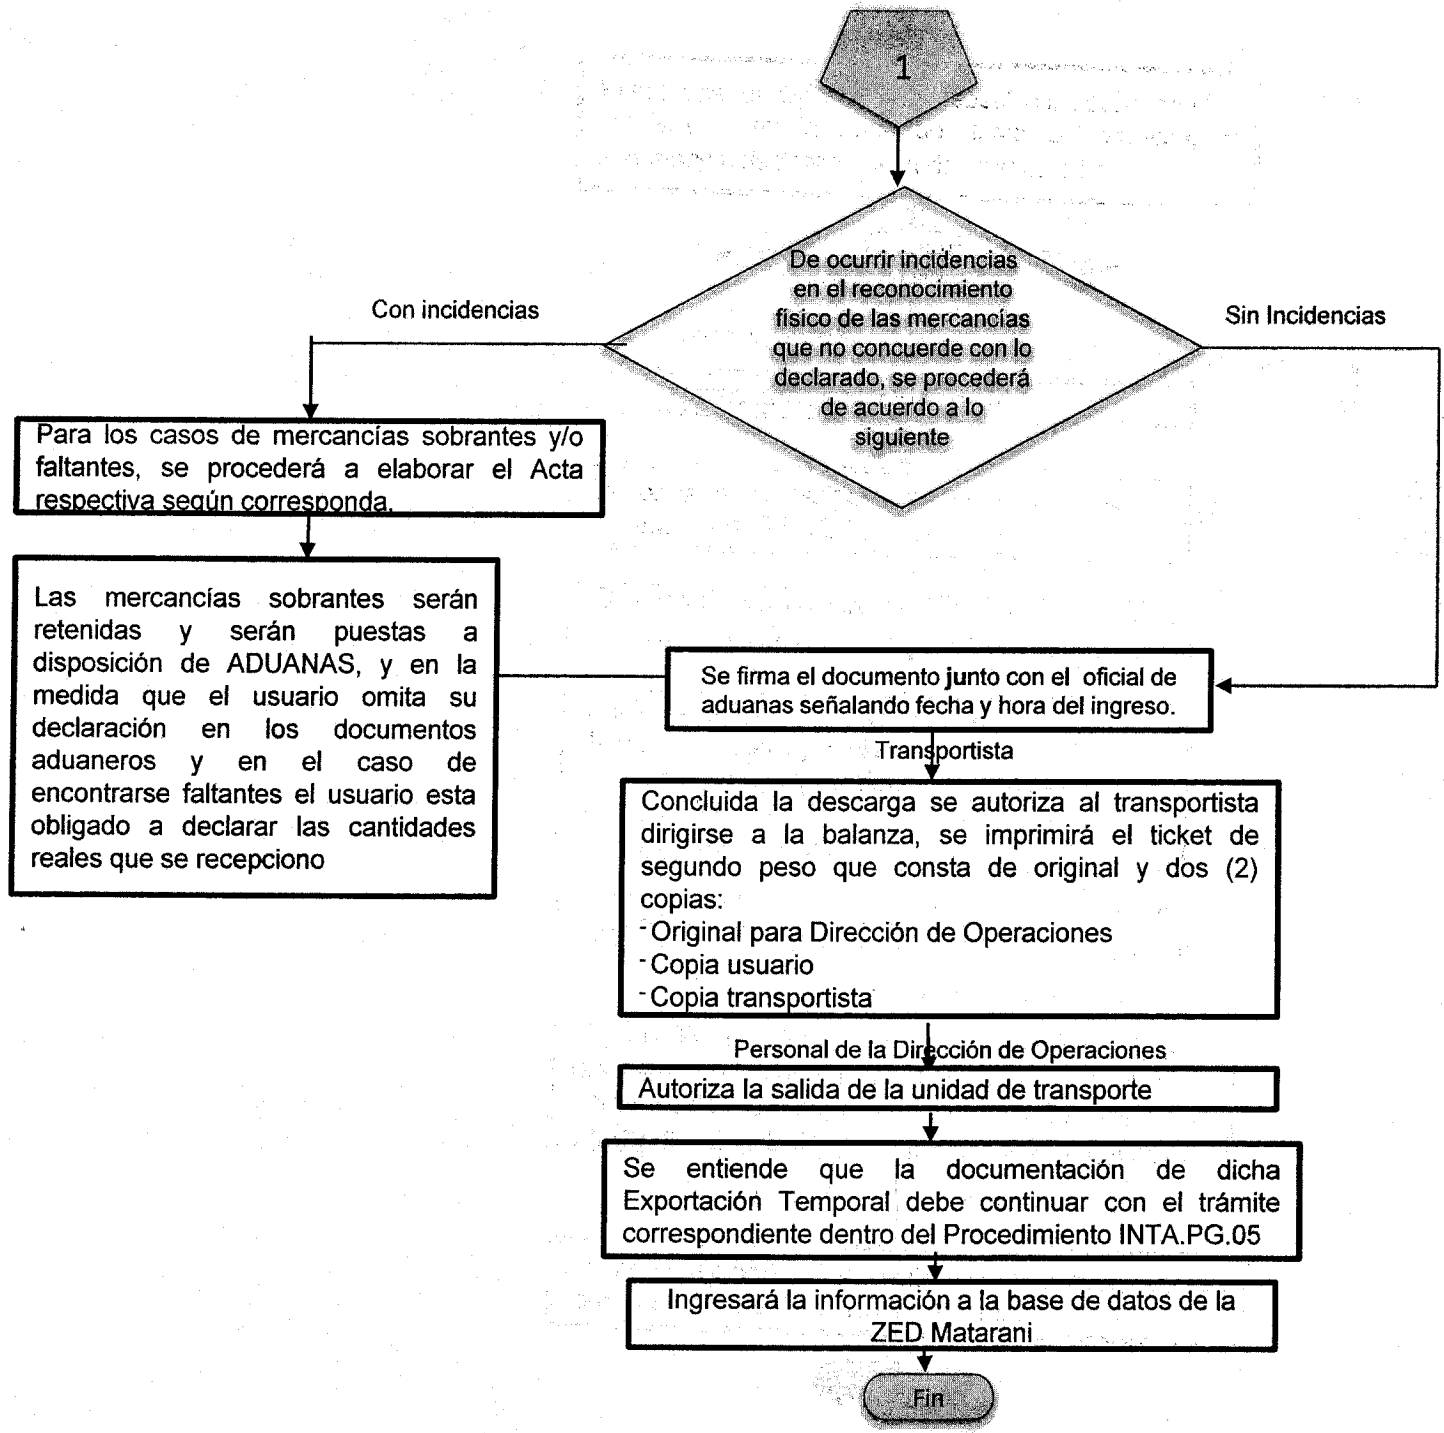 1
De ocurrir incidencias
en el reconocimiento
físico de las mercancías
que no concuerde con lo
declarado, se procederá
de acuerdo a lo
siguiente
Con incidencias
Sin Incidencias
Para los casos de mercancías sobrantes y/o
faltantes, se procederá a elaborar el Acta
respectiva según corresponda.
Las mercancías sobrantes serán
retenidas y serán puestas a
disposición de ADUANAS, y en la
medida que el usuario omita su
declaración en los documentos
aduaneros y en el caso de
encontrarse faltantes el usuario esta
obligado a declarar las cantidades
reales que se recepciono
Se firma el documento junto con el oficial de
aduanas señalando fecha y hora del ingreso.
Transportista
Concluida la descarga se autoriza al transportista
dirigirse a la balanza, se imprimirá el ticket de
segundo peso que consta de original y dos (2)
copias:
- Original para Dirección de Operaciones
- Copia usuario
- Copia transportista
Personal de la Dirección de Operaciones
Autoriza la salida de la unidad de transporte
Se entiende que la documentación de dicha
Exportación Temporal debe continuar con el trámite
correspondiente dentro del Procedimiento INTA.PG.05
Ingresará la información a la base de datos de la
ZED Matarani
Fin